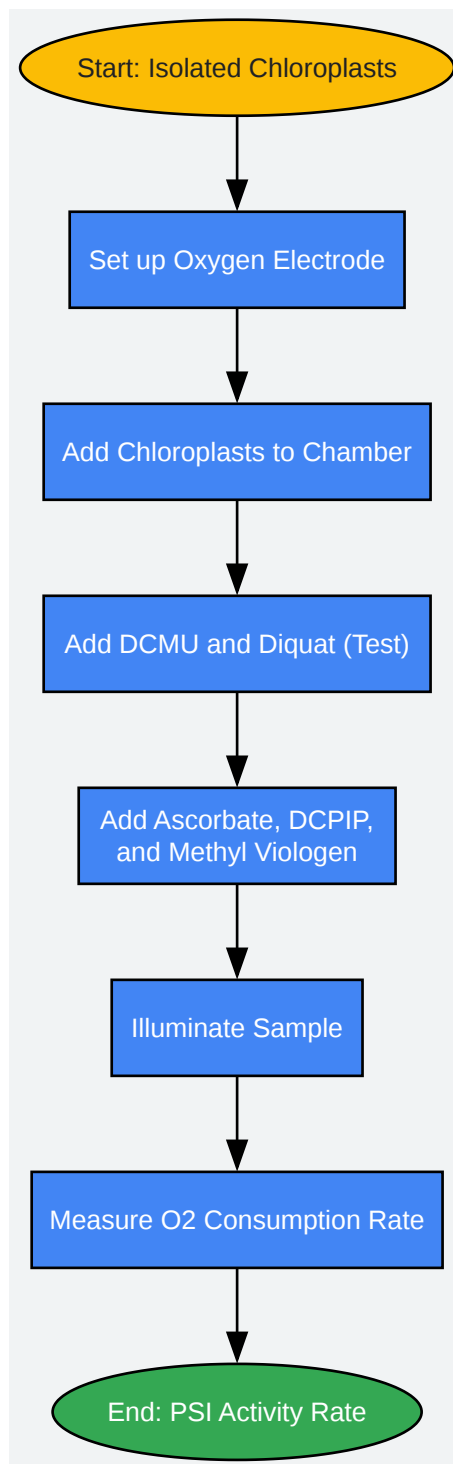 Start: Isolated Chloroplasts
Set up Oxygen Electrode
Add Chloroplasts to Chamber
Add DCMU and Diquat (Test)
Add Ascorbate, DCPIP,
and Methyl Viologen
Illuminate Sample
Measure O2 Consumption Rate
End: PSI Activity Rate